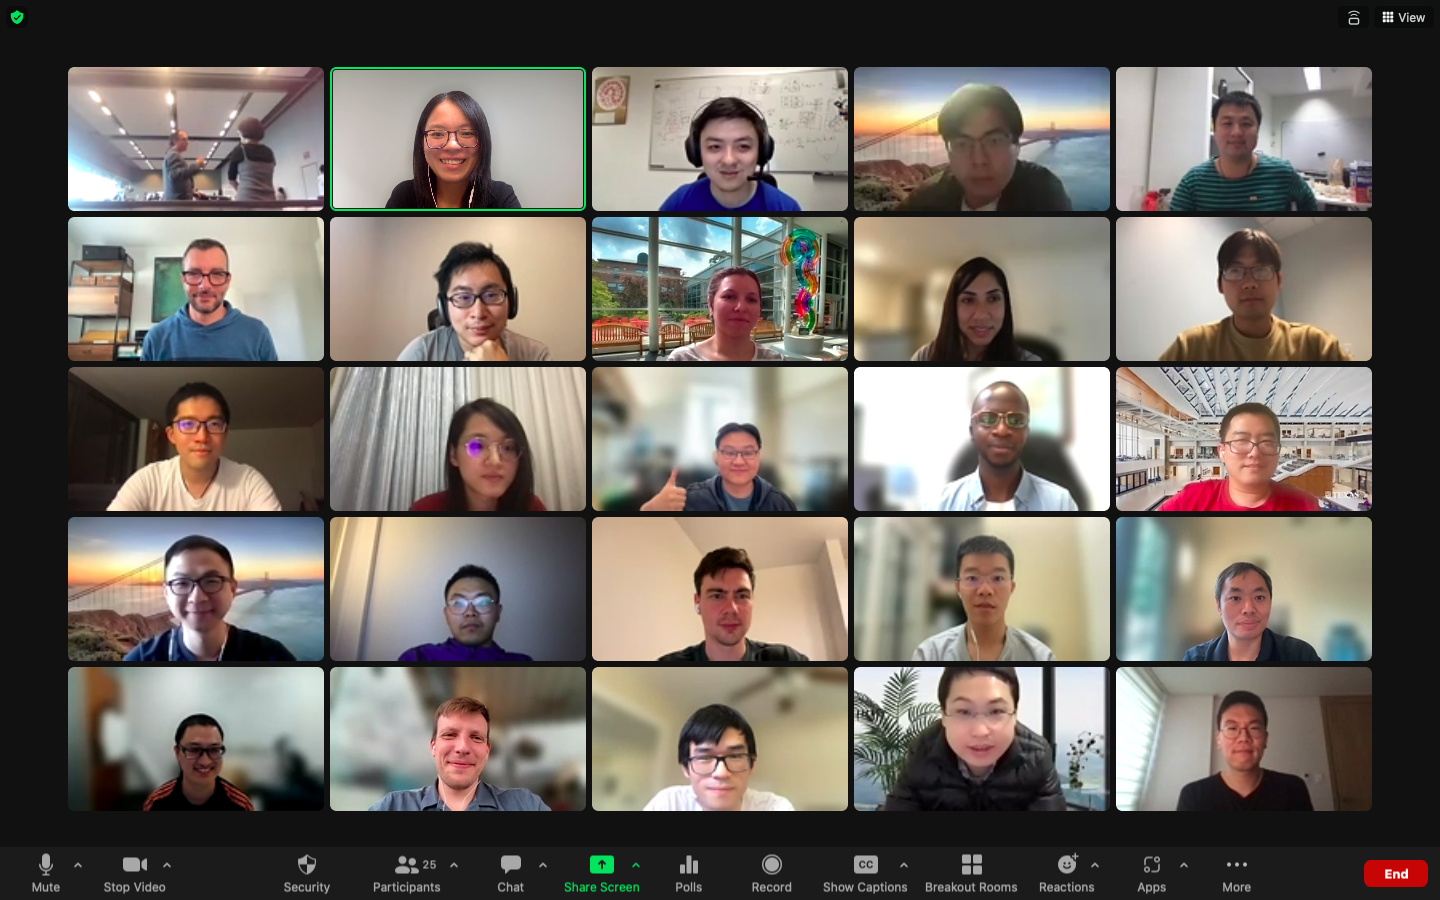 View
Mute
Stop Video
Security
Participants
25
Chat
Share Screen
Polls
Record
CC
Show Captions
Breakout Rooms
Reactions
Apps
More
End